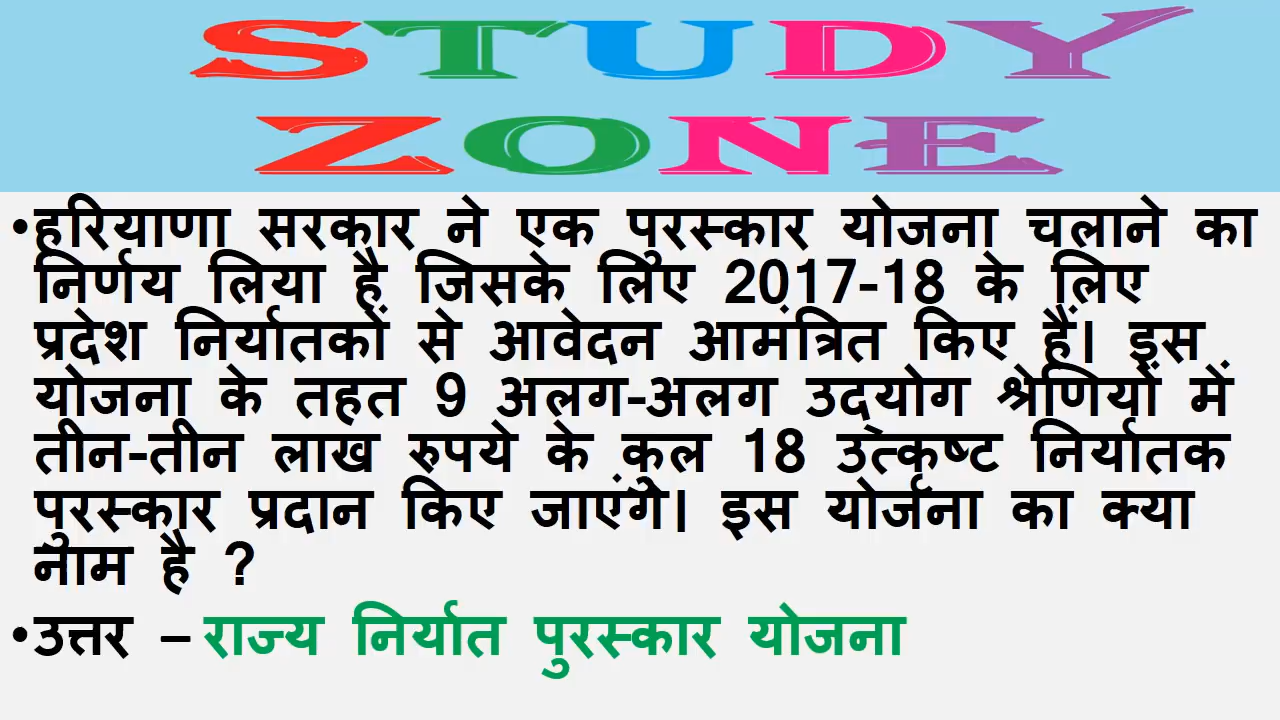 STUDY
ZONE
•हरियाणा सरकार ने एक पुरस्कार योजना चलाने का
निर्णय लिया है जिसके लिए 2017-18 के लिए
प्रदेश निर्यातकों से आवेदन आमंत्रित किए हैं। इस
योजना के तहत 9 अलग-अलग उद्योग श्रेणियों में
तीन-तीन लाख रुपये के कुल 18 उत्कृष्ट निर्यातक
पुरस्कार प्रदान किए जाएंगे। इस योजना का क्या
नाम है ?
•उत्तर – राज्य निर्यात पुरस्कार योजना